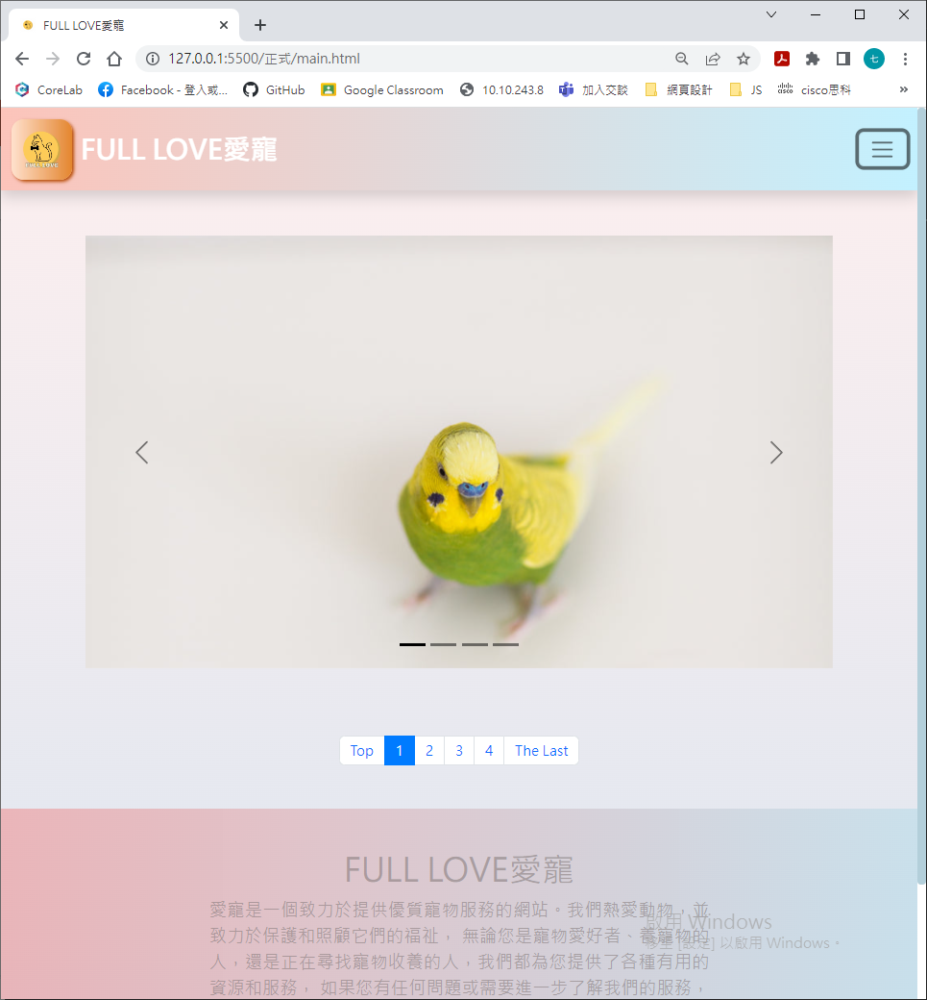 FULL LOVE愛寵
127.0.0.1:5500/正式/main.html
七
CoreLab
Facebook - 登入或...
GitHub
Google Classroom
10.10.243.8
加入交談
網頁設計
JS
cisco思科
»
FULL LOVE
FULL LOVE愛寵
Top 1 2 3 4 The Last
FULL LOVE愛寵
愛寵是一個致力於提供優質寵物服務的網站。我們熱愛動物，並
致力於保護和照顧它們的福祉， 無論您是寵物愛好者、養寵物的
人，還是正在尋找寵物收養的人，我們都為您提供了各種有用的
資源和服務， 如果您有任何問題或需要進一步了解我們的服務，
啟用 Windows
移至 [設定] 以啟用 Windows。